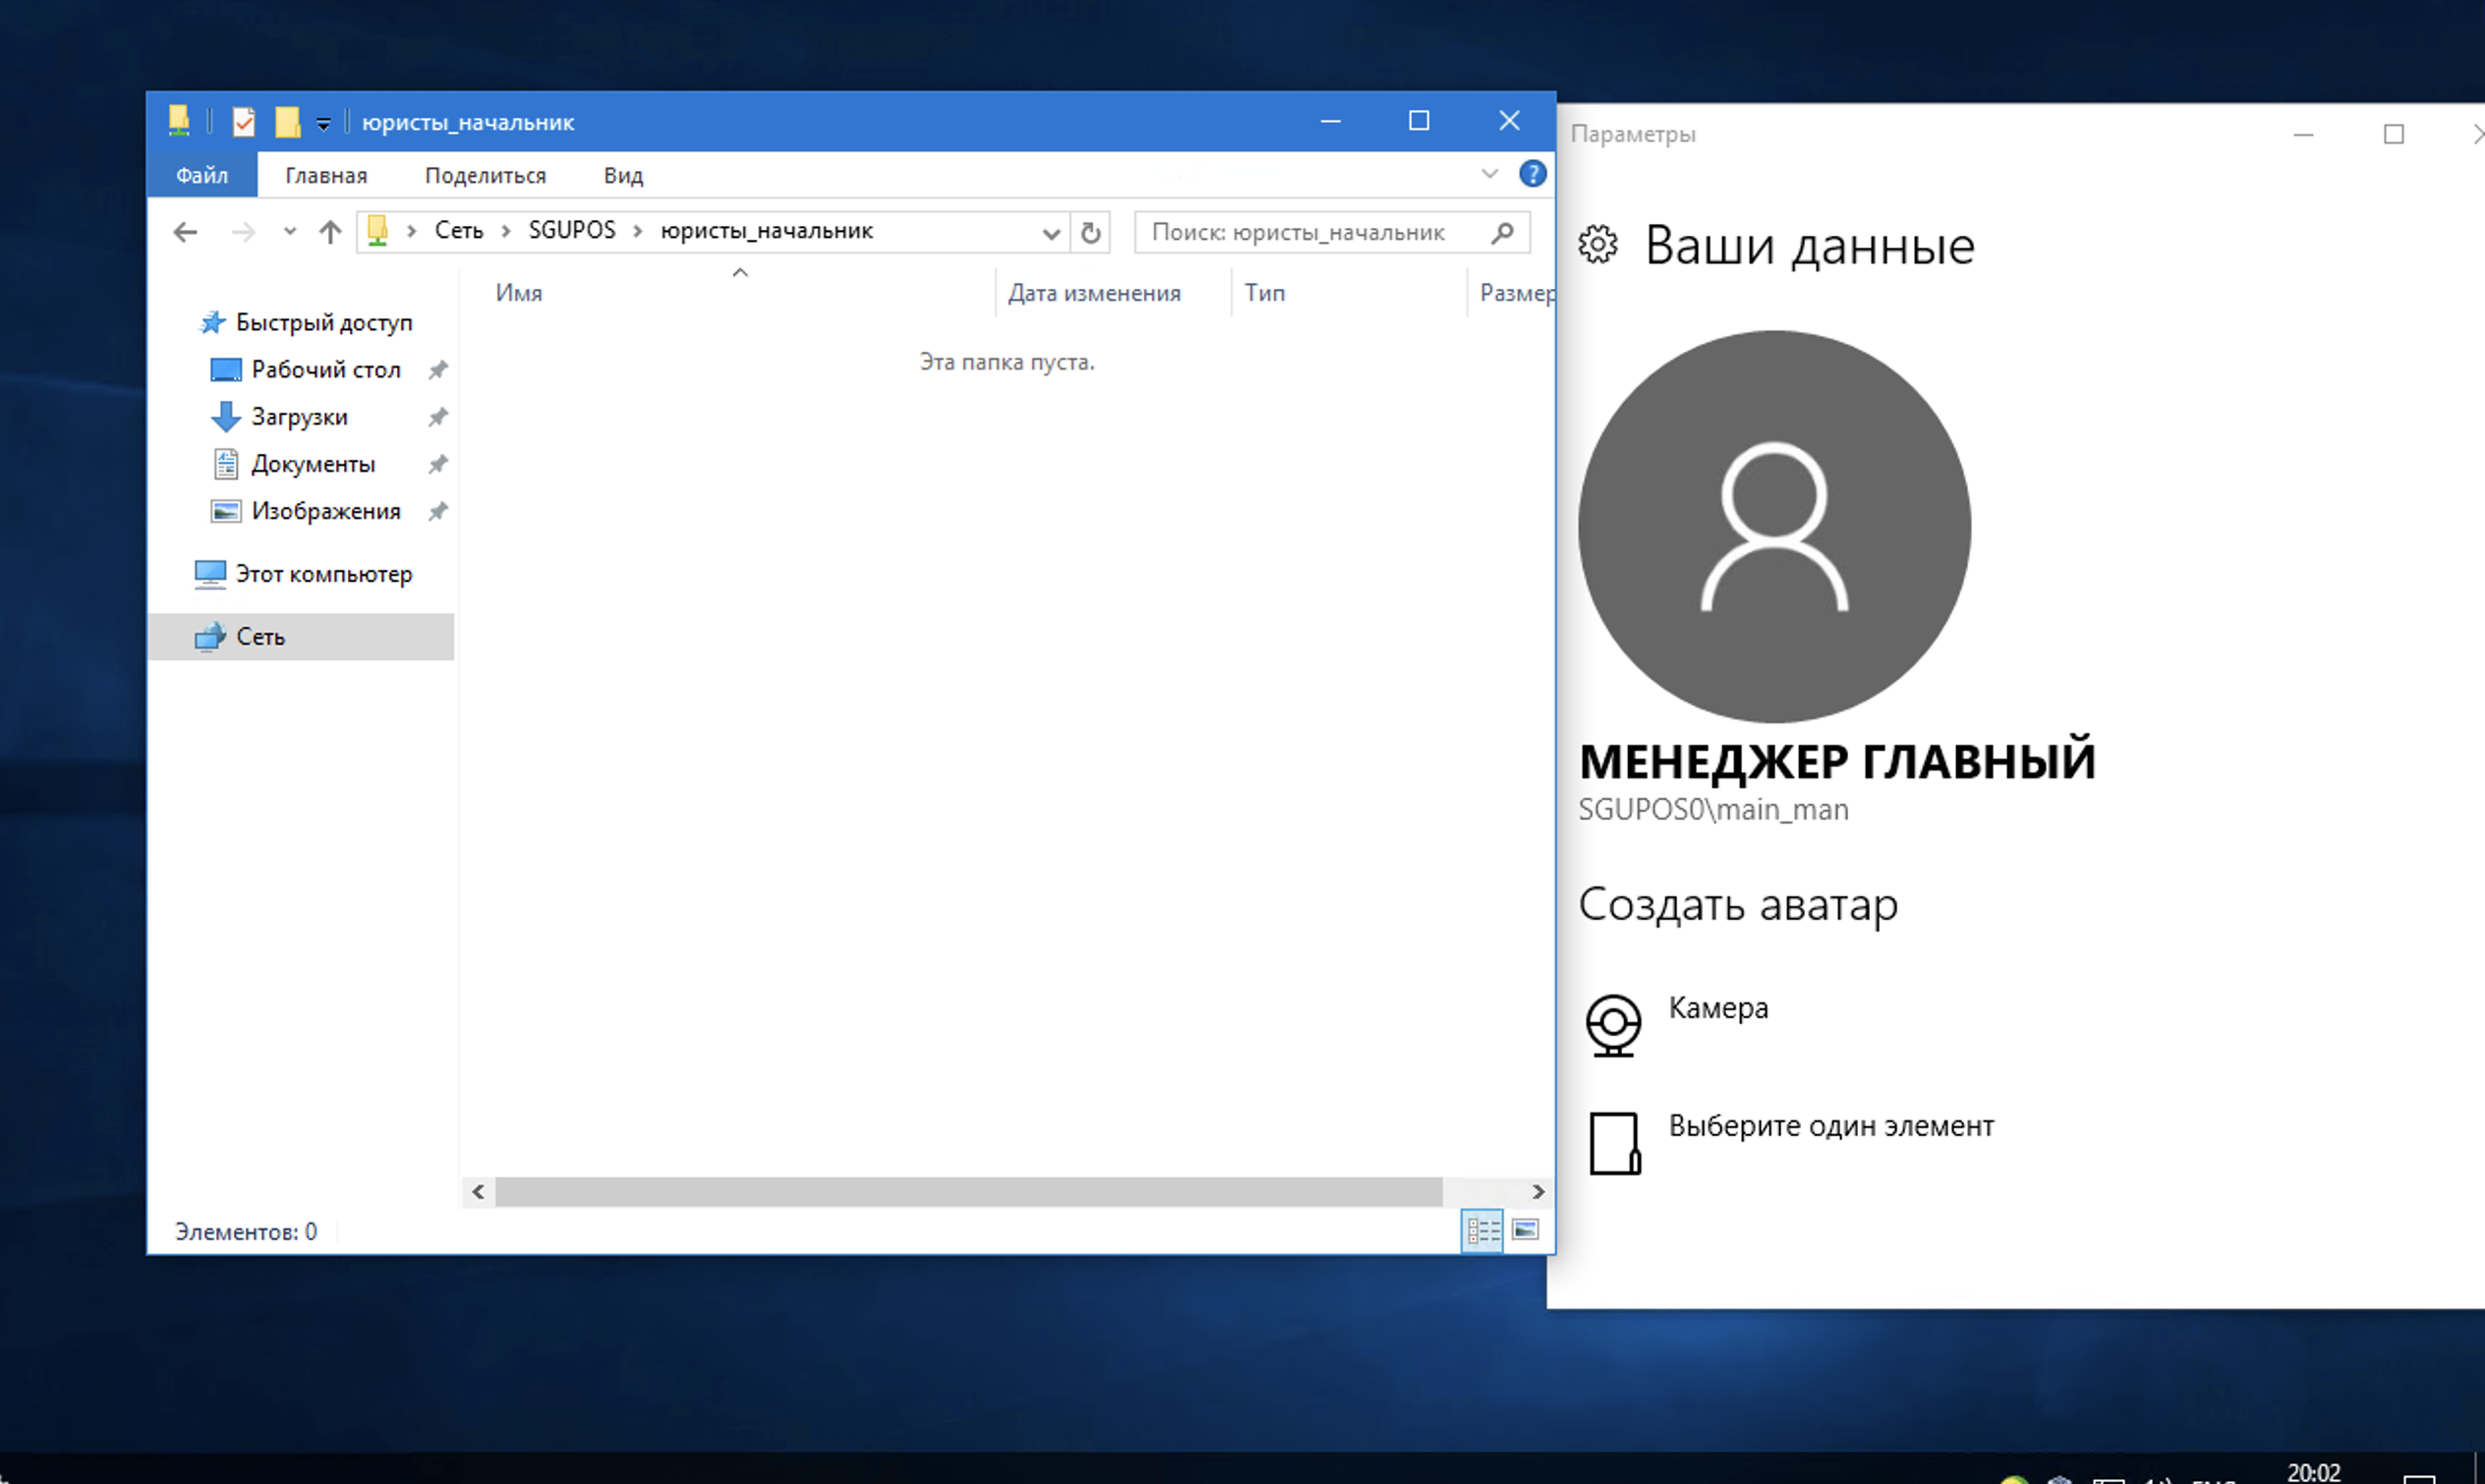 юристы_начальник
Файл Главная Поделиться Вид
Сеть SGUPOS юристы_начальник
Поиск: юристы_начальник
Имя Дата изменения Тип Размер
Эта папка пуста.
Быстрый доступ
Рабочий стол
Загрузки
Документы
Изображения
Этот компьютер
Сеть
Элементов: 0
Параметры
Ваши данные
МЕНЕДЖЕР ГЛАВНЫЙ
SGUPOS0\main_man
Создать аватар
Камера
Выберите один элемент
20:02